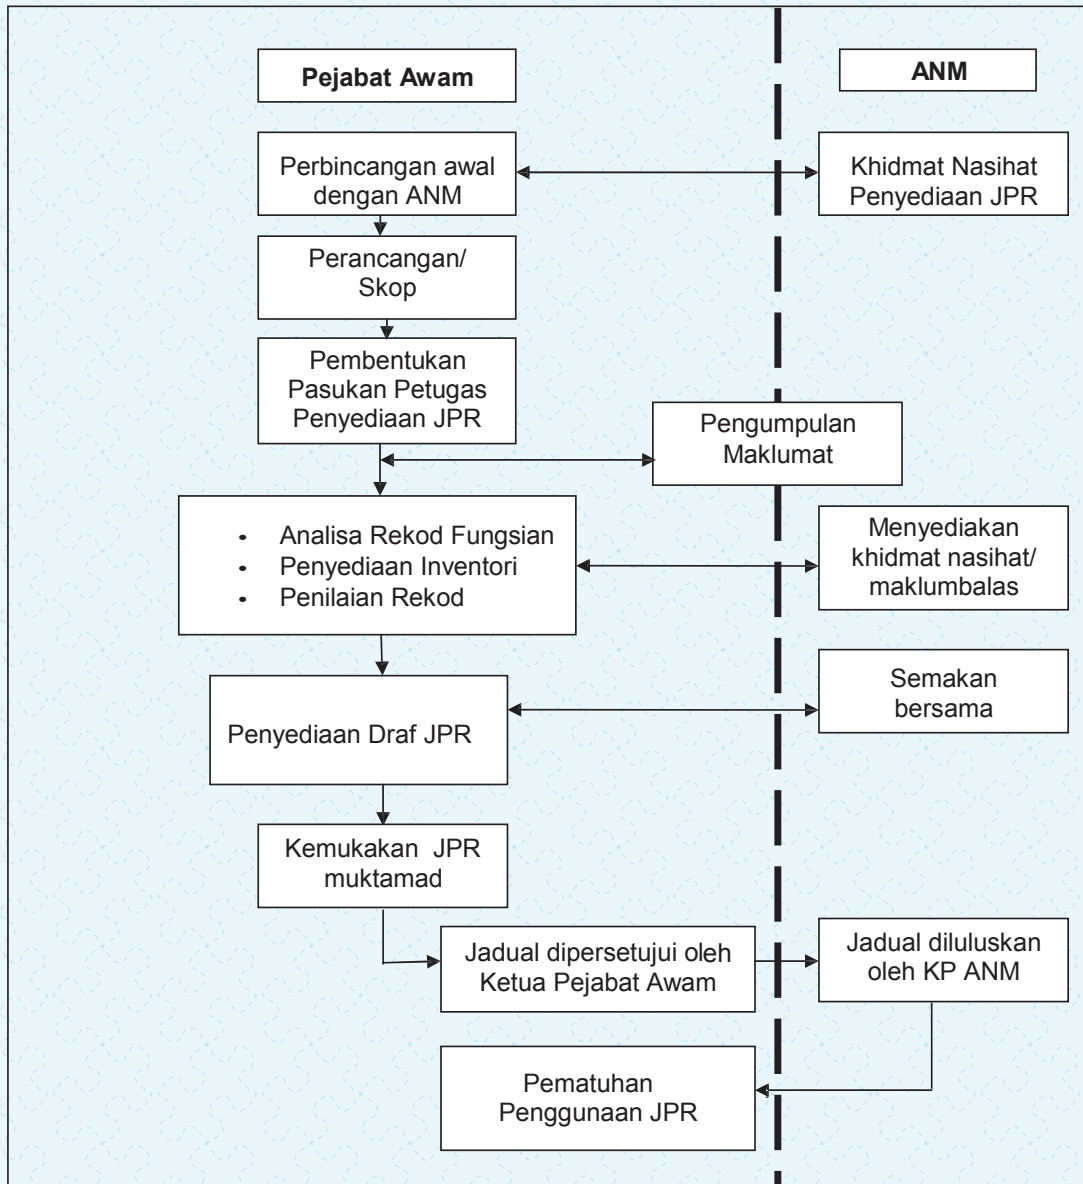 Pejabat Awam
ANM
Perbincangan awal
dengan ANM
Khidmat Nasihat
Penyediaan JPR
Perancangan/
Skop
Pembentukan
Pasukan Petugas
Penyediaan JPR
Pengumpulan
Maklumat
• Analisa Rekod Fungsian
• Penyediaan Inventori
• Penilaian Rekod
Menyediakan
khidmat nasihat/
maklumbalas
Penyediaan Draf JPR
Semakan
bersama
Kemukakan JPR
muktamad
Jadual dipersetujui oleh
Ketua Pejabat Awam
Jadual diluluskan
oleh KP ANM
Pematuhan
Penggunaan JPR